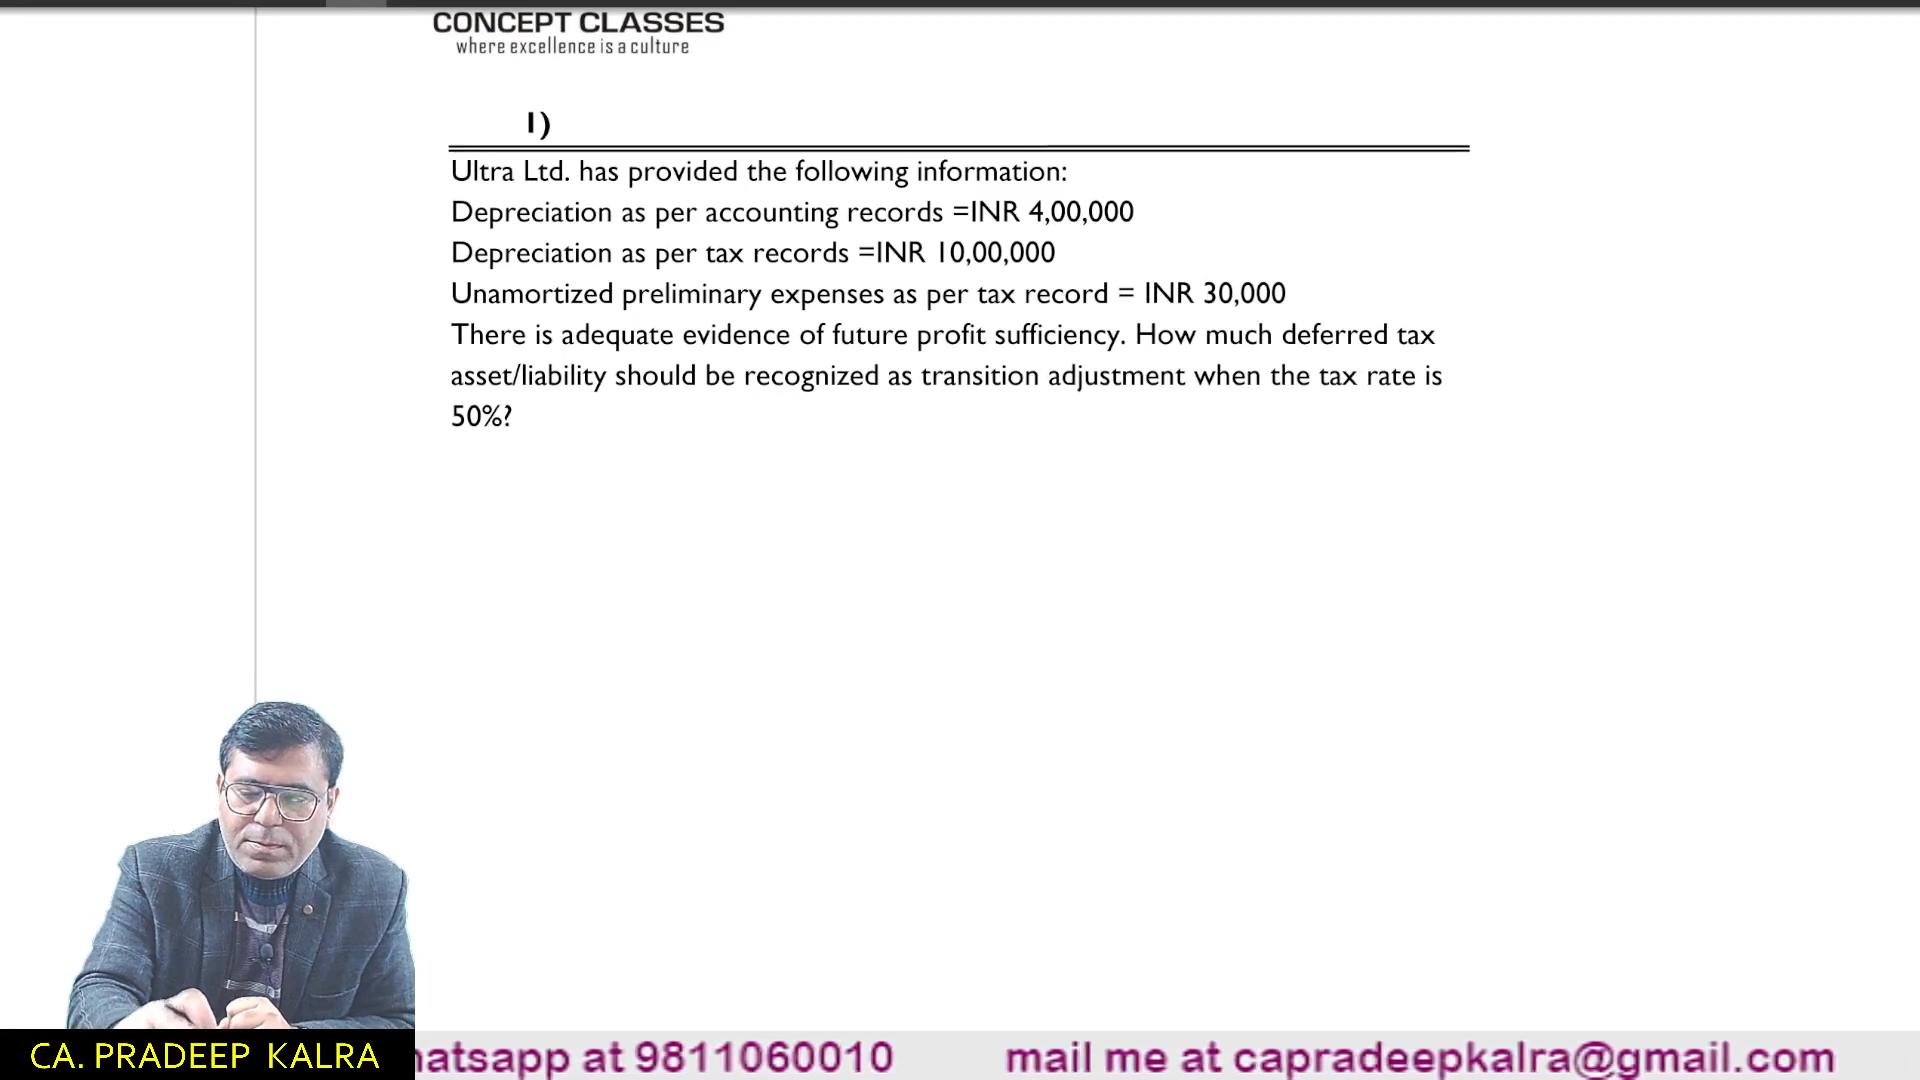 CONCEPT CLASSES
where excellence is a culture
1)
Ultra Ltd. has provided the following information:
Depreciation as per accounting records =INR 4,00,000
Depreciation as per tax records =INR 10,00,000
Unamortized preliminary expenses as per tax record = INR 30,000
There is adequate evidence of future profit sufficiency. How much deferred tax
asset/liability should be recognized as transition adjustment when the tax rate is
50%?
CA. PRADEEP KALRA
hatsapp at 9811060010 mail me at capradeepkalra@gmail.com